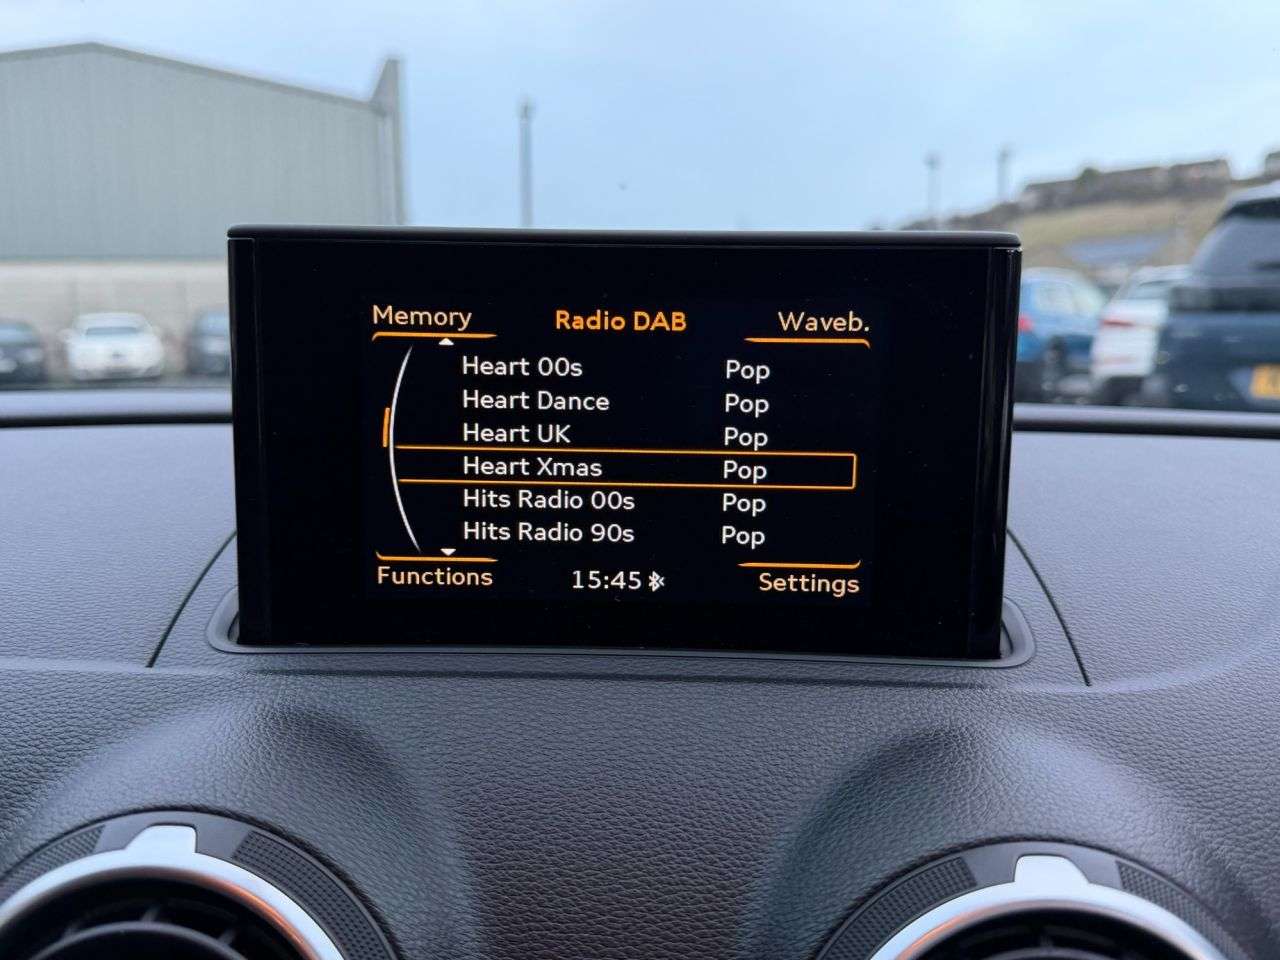 Memory Radio DAB Waveb.
Heart 00s Pop
Heart Dance Pop
Heart UK Pop
Heart Xmas Pop
Hits Radio 00s Pop
Hits Radio 90s Pop
Functions 15:45 Settings